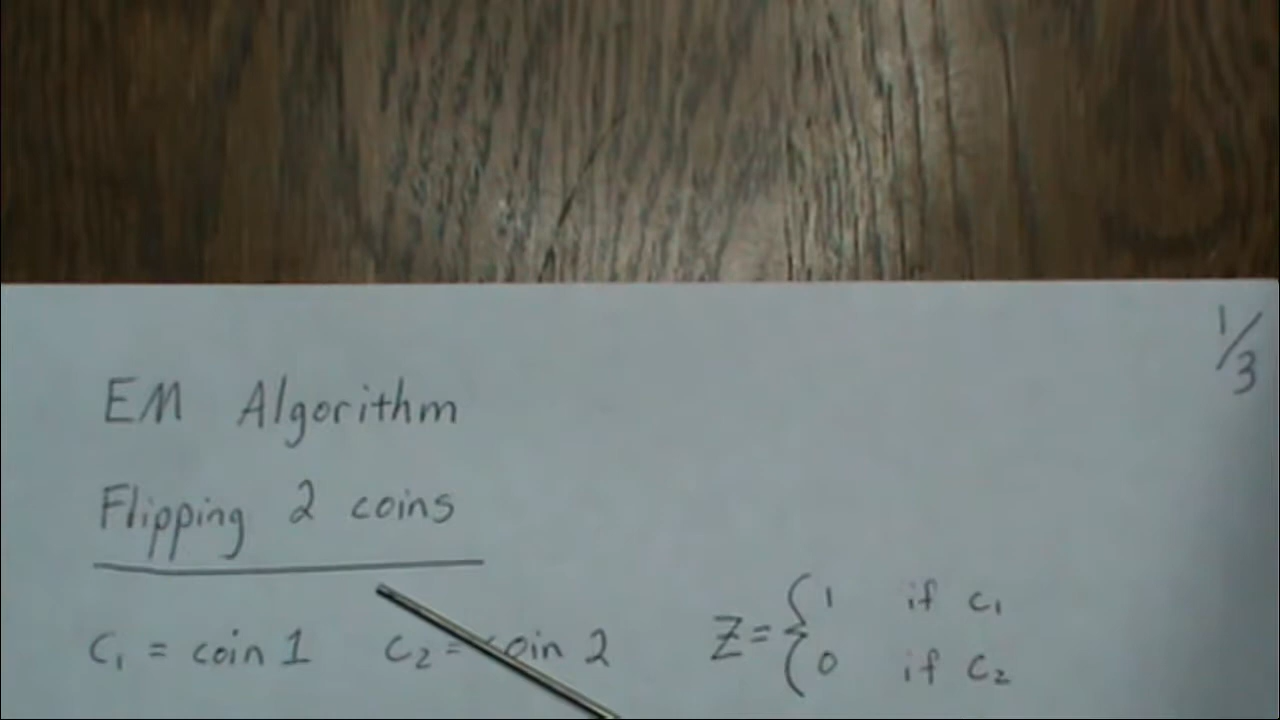 1/3
EM Algorithm
Flipping 2 coins
C₁ = coin 1 C₂ = coin 2 Z = { 1 if C₁
0 if C₂